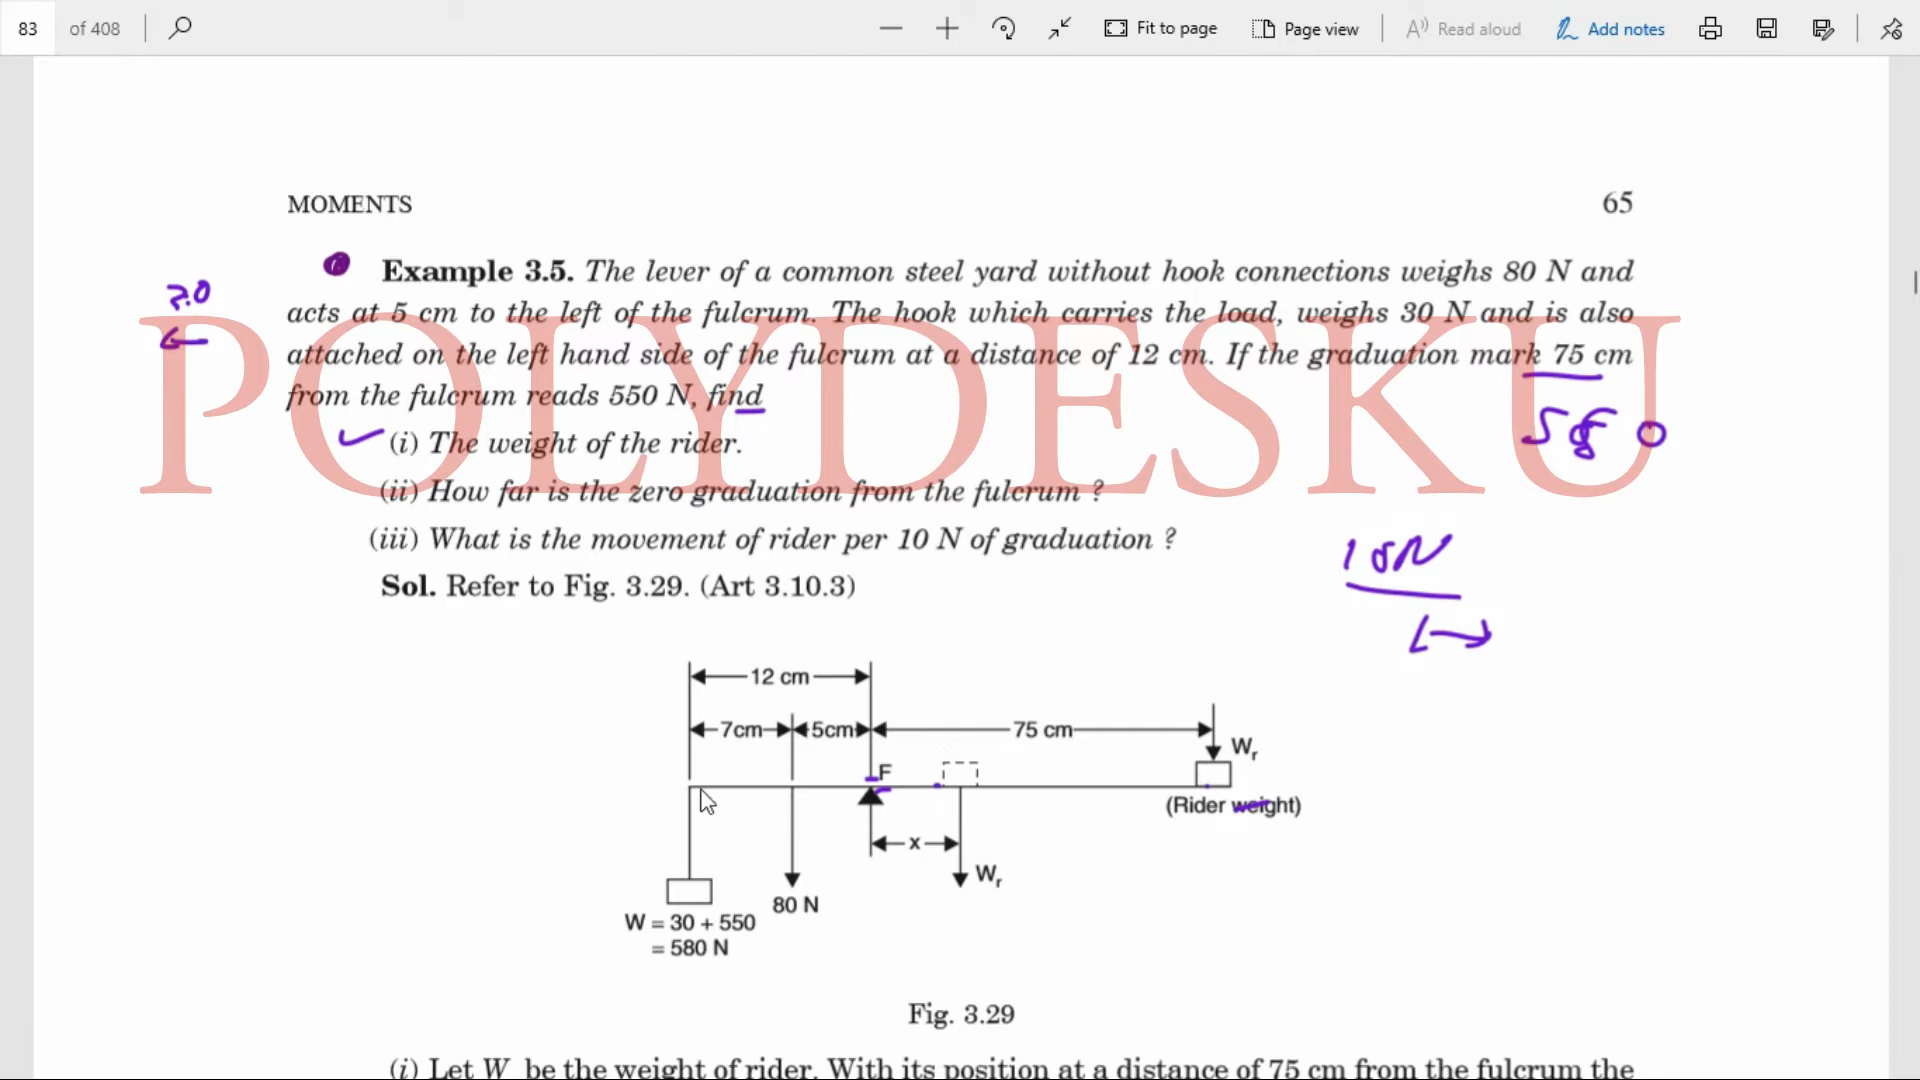 83 of 408 Fit to page Page view Read aloud Add notes
MOMENTS 65
Example 3.5. The lever of a common steel yard without hook connections weighs 80 N and
acts at 5 cm to the left of the fulcrum. The hook which carries the load, weighs 30 N and is also
attached on the left hand side of the fulcrum at a distance of 12 cm. If the graduation mark 75 cm
from the fulcrum reads 550 N, find
(i) The weight of the rider.
580
POLYDESKU
(ii) How far is the zero graduation from the fulcrum ?
(iii) What is the movement of rider per 10 N of graduation ?
10N
Sol. Refer to Fig. 3.29. (Art 3.10.3)
12 cm
7cm 5cm 75 cm
Wr
F
(Rider weight)
x
Wr
80 N
W = 30 + 550
= 580 N
Fig. 3.29
(i) Let W be the weight of rider. With its position at a distance of 75 cm from the fulcrum the